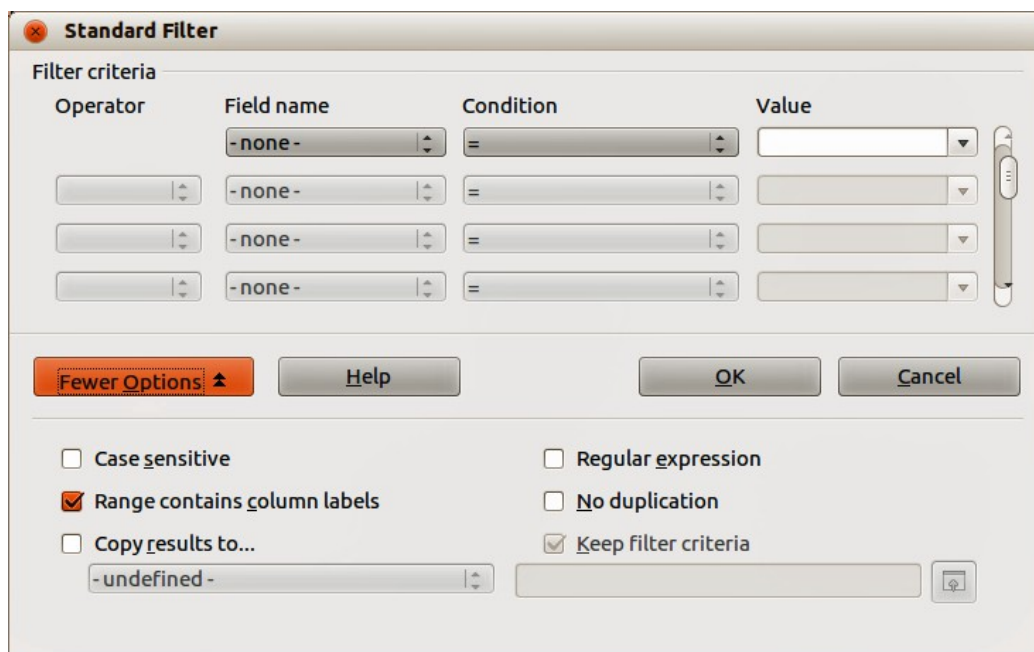 Standard Filter
Filter criteria
Operator Field name Condition Value
- none - =
- none - =
- none - =
- none - =
Fewer Options Help OK Cancel
Case sensitive Regular expression
Range contains column labels No duplication
Copy results to... Keep filter criteria
- undefined -